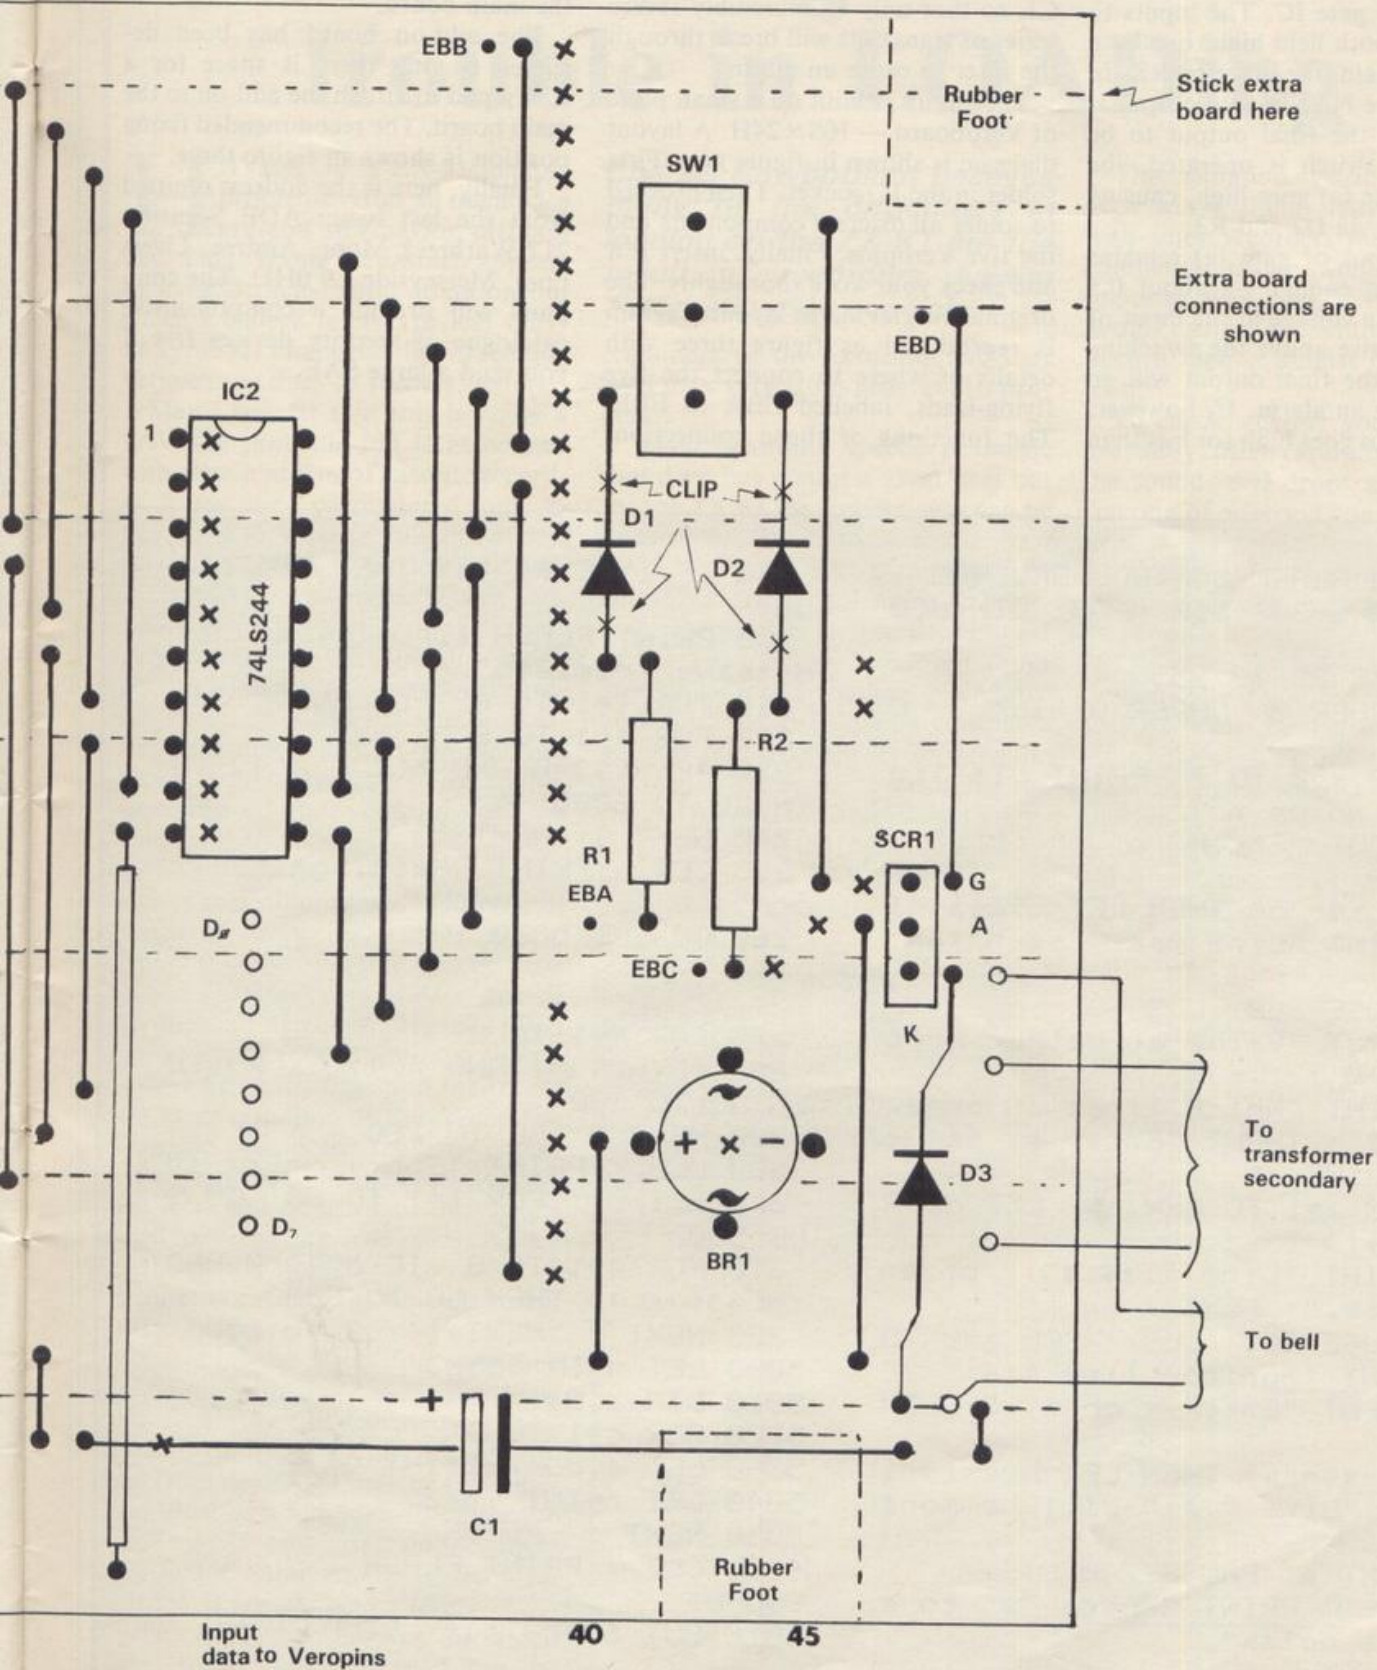 EBB
Rubber
Foot
Stick extra
board here
SW1
Extra board
connections are
shown
EBD
IC2
1
CLIP
D1
D2
74LS244
R2
R1
SCR1
G
EBA
A
D0
EBC
K
To
transformer
secondary
+ −
D3
D7
BR1
To bell
+
C1
Rubber
Foot
Input
data to Veropins
40
45